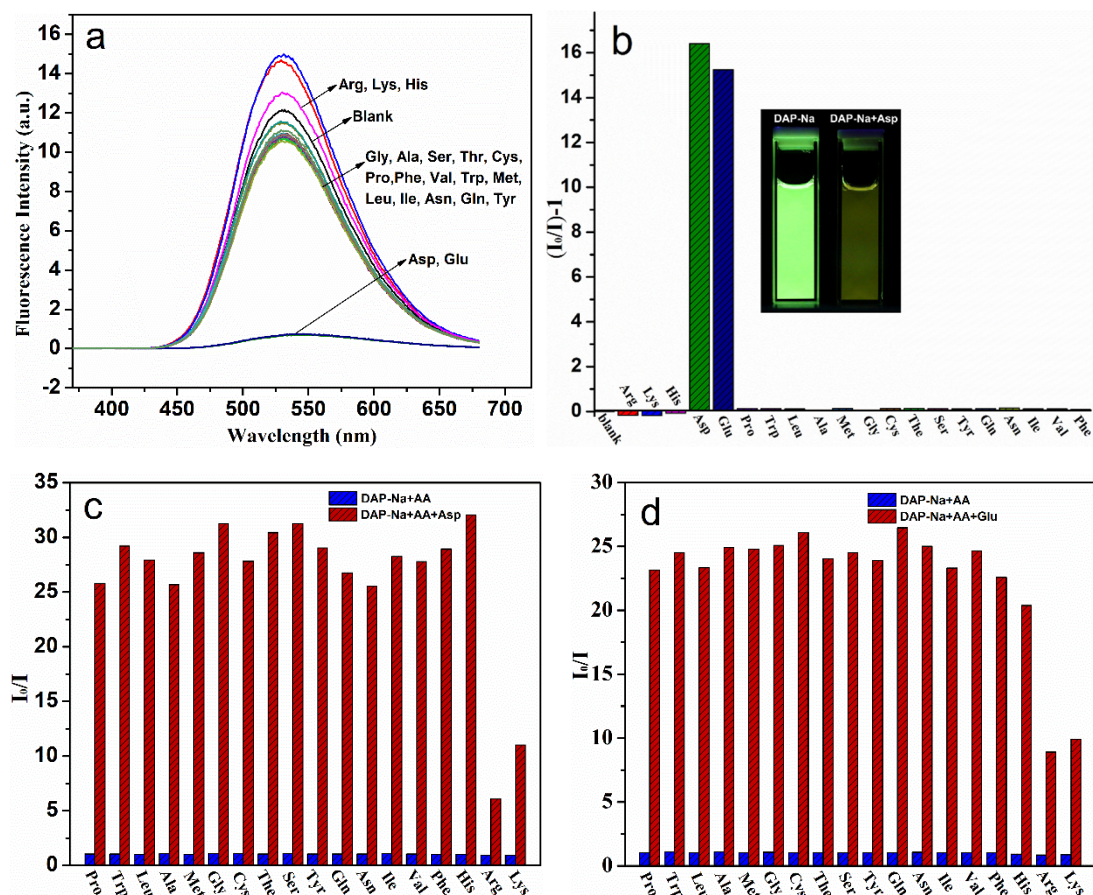 a
Fluorescence Intensity (a.u.)
16
14
12
10
8
6
4
2
0
-2
Arg, Lys, His
Blank
Gly, Ala, Ser, Thr, Cys,
Pro,Phe, Val, Trp, Met,
Leu, Ile, Asn, Gln, Tyr
Asp, Glu
400 450 500 550 600 650 700
Wavelength (nm)
b
(I₀/I)-1
16
14
12
10
8
6
4
2
0
DAP-Na DAP-Na+Asp
blank Arg Lys His Asp Glu Pro Trp Leu Ala Met Gly Cys The Ser Tyr Gln Asn Ile Val Phe
c
I₀/I
35
30
25
20
15
10
5
0
DAP-Na+AA
DAP-Na+AA+Asp
Pro Trp Leu Ala Met Gly Cys The Ser Tyr Gln Asn Ile Val Phe His Arg Lys
d
I₀/I
30
25
20
15
10
5
0
DAP-Na+AA
DAP-Na+AA+Glu
Pro Trp Leu Ala Met Gly Cys The Ser Tyr Gln Asn Ile Val Phe His Arg Lys